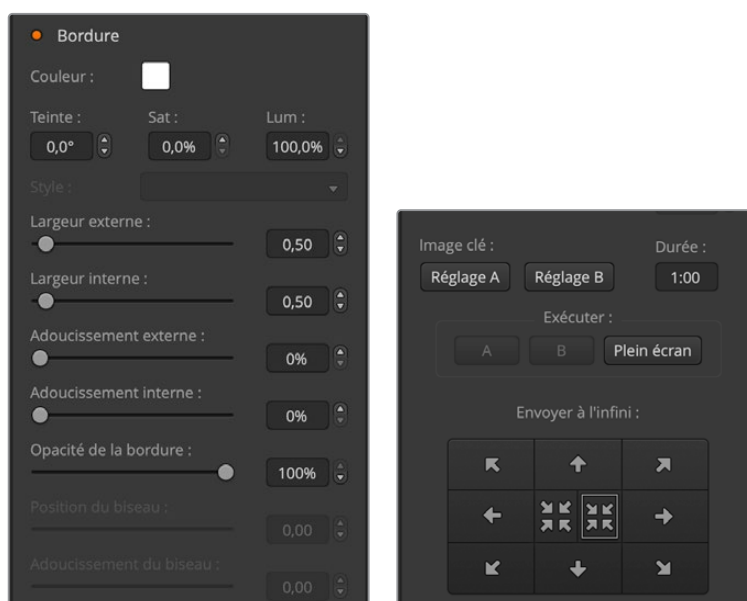 Bordure
Couleur :
Teinte : Sat : Lum :
0,0° 0,0% 100,0%
Style :
Largeur externe :
0,50
Largeur interne :
0,50
Adoucissement externe :
0%
Adoucissement interne :
0%
Opacité de la bordure :
100%
Position du biseau :
0,00
Adoucissement du biseau :
0,00
Image clé : Durée :
Réglage A Réglage B 1:00
Exécuter :
A B Plein écran
Envoyer à l'infini :